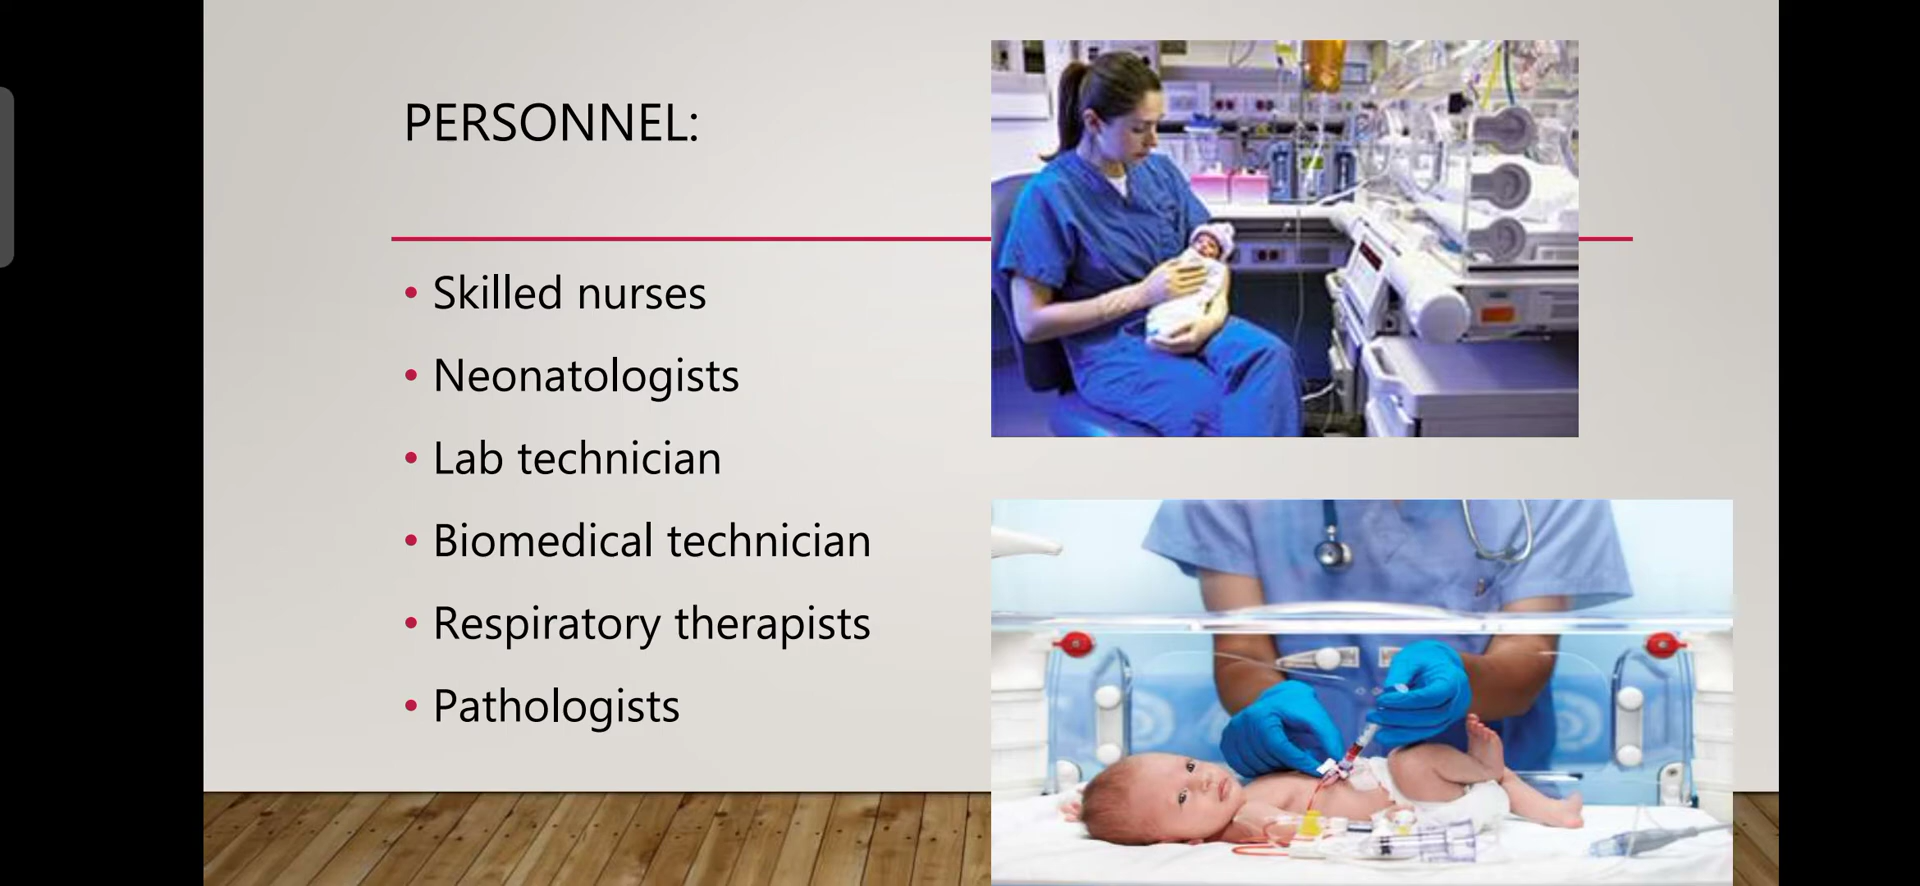 PERSONNEL:
• Skilled nurses
• Neonatologists
• Lab technician
• Biomedical technician
• Respiratory therapists
• Pathologists